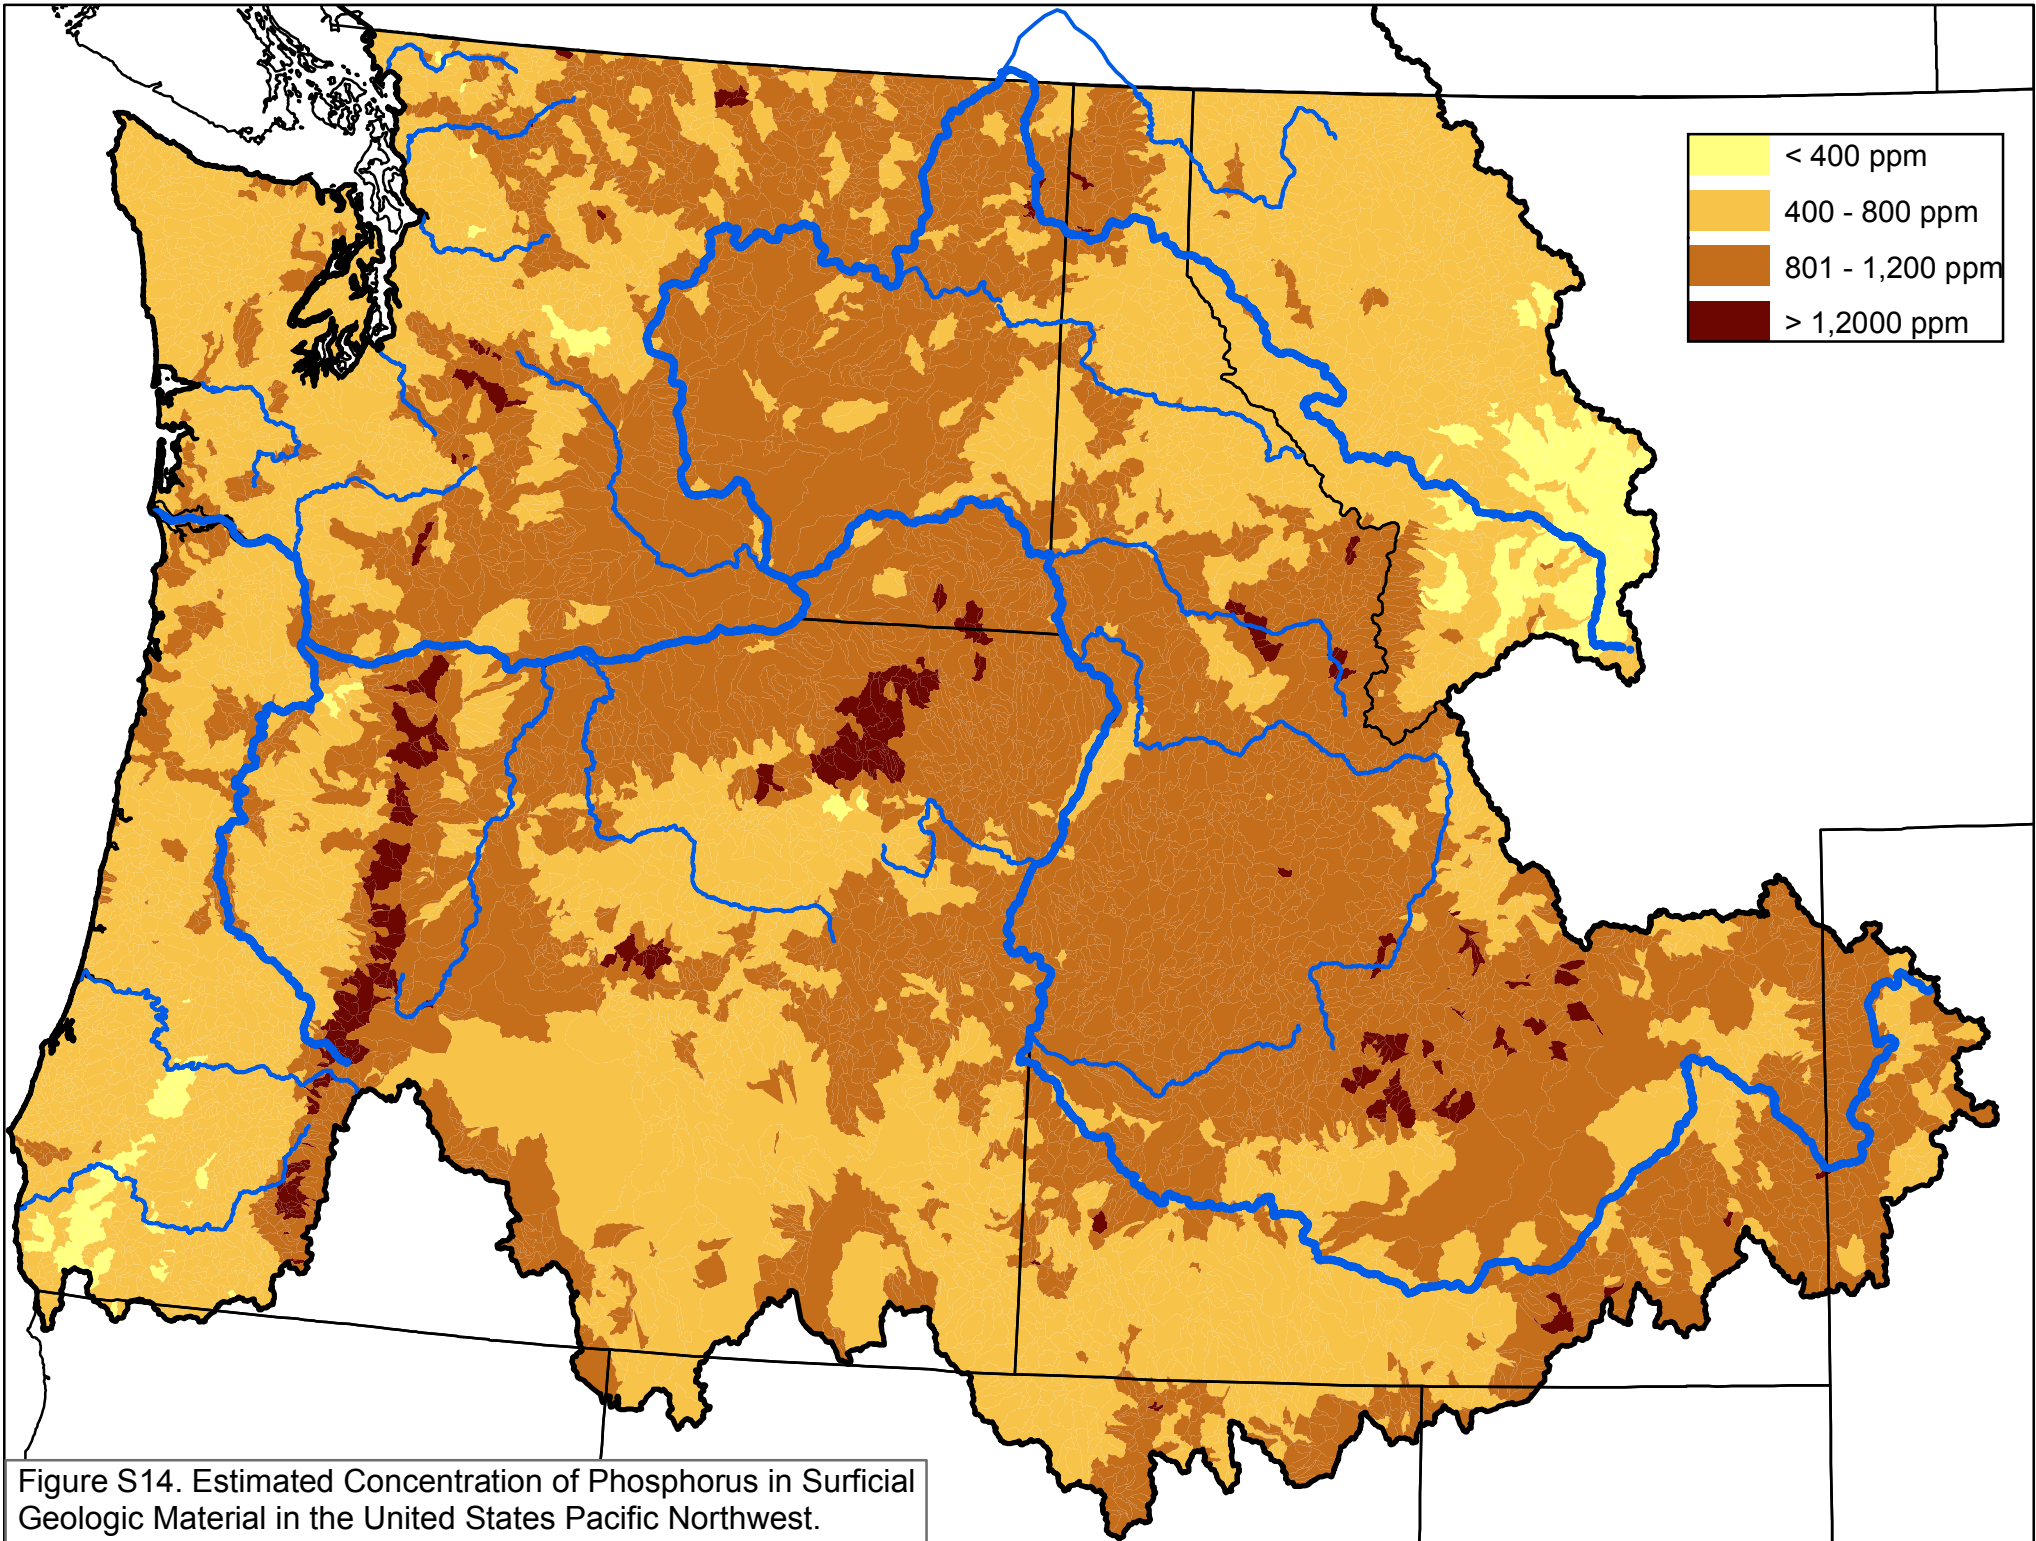 < 400 ppm
400 - 800 ppm
801 - 1,200 ppm
> 1,2000 ppm
Figure S14. Estimated Concentration of Phosphorus in Surficial
Geologic Material in the United States Pacific Northwest.